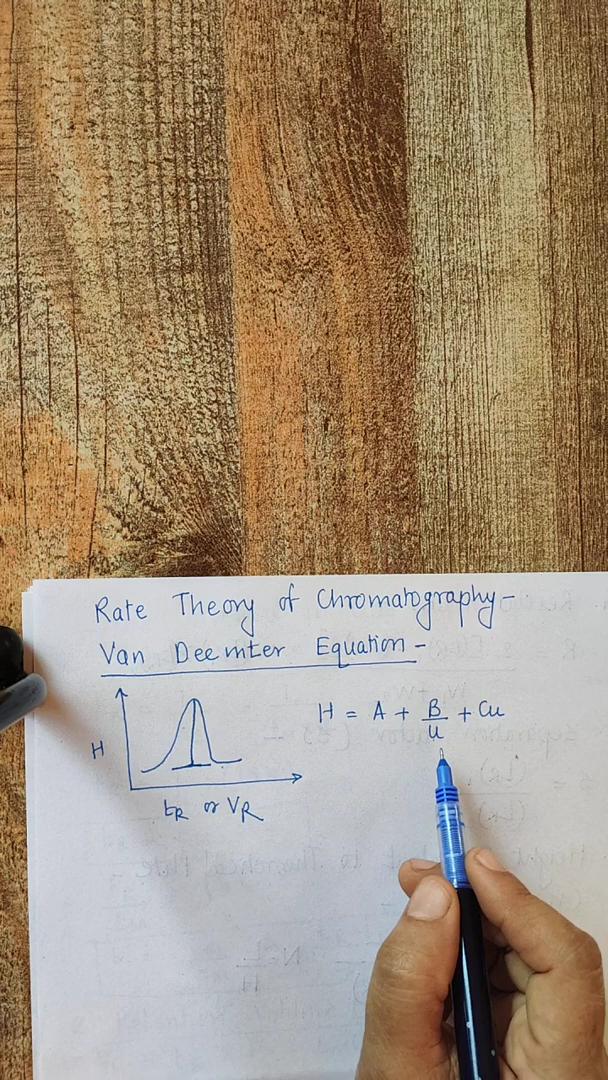 Rate Theory of Chromatography-
Van Deemter Equation -
H
H = A + B/u + Cu
tR or VR